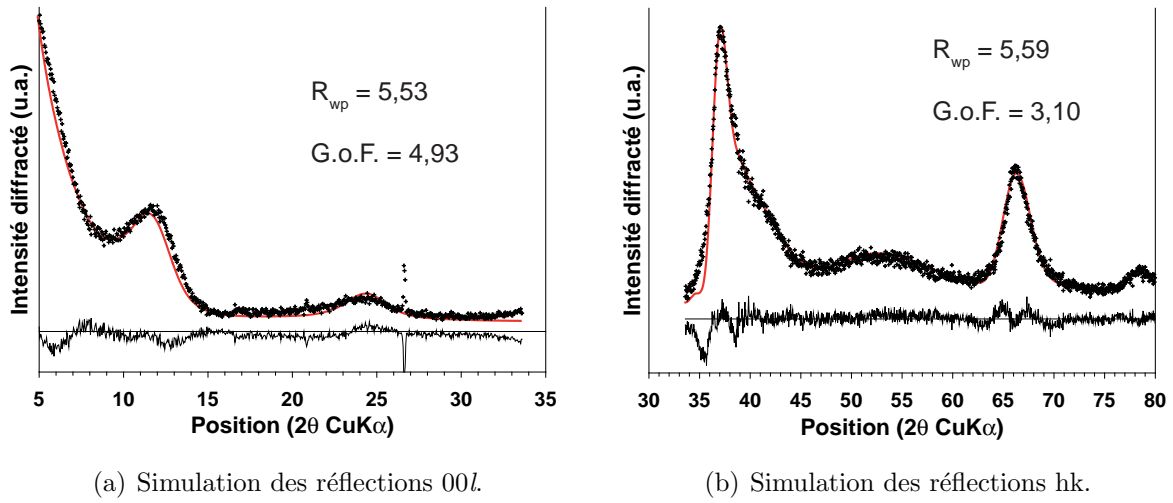 Intensité diffracté (u.a.)
R_wp = 5,53
G.o.F. = 4,93
5 10 15 20 25 30 35
Position (2θ CuKα)
(a) Simulation des réflections 00l.
Intensité diffracté (u.a.)
R_wp = 5,59
G.o.F. = 3,10
30 35 40 45 50 55 60 65 70 75 80
Position (2θ CuKα)
(b) Simulation des réflections hk.